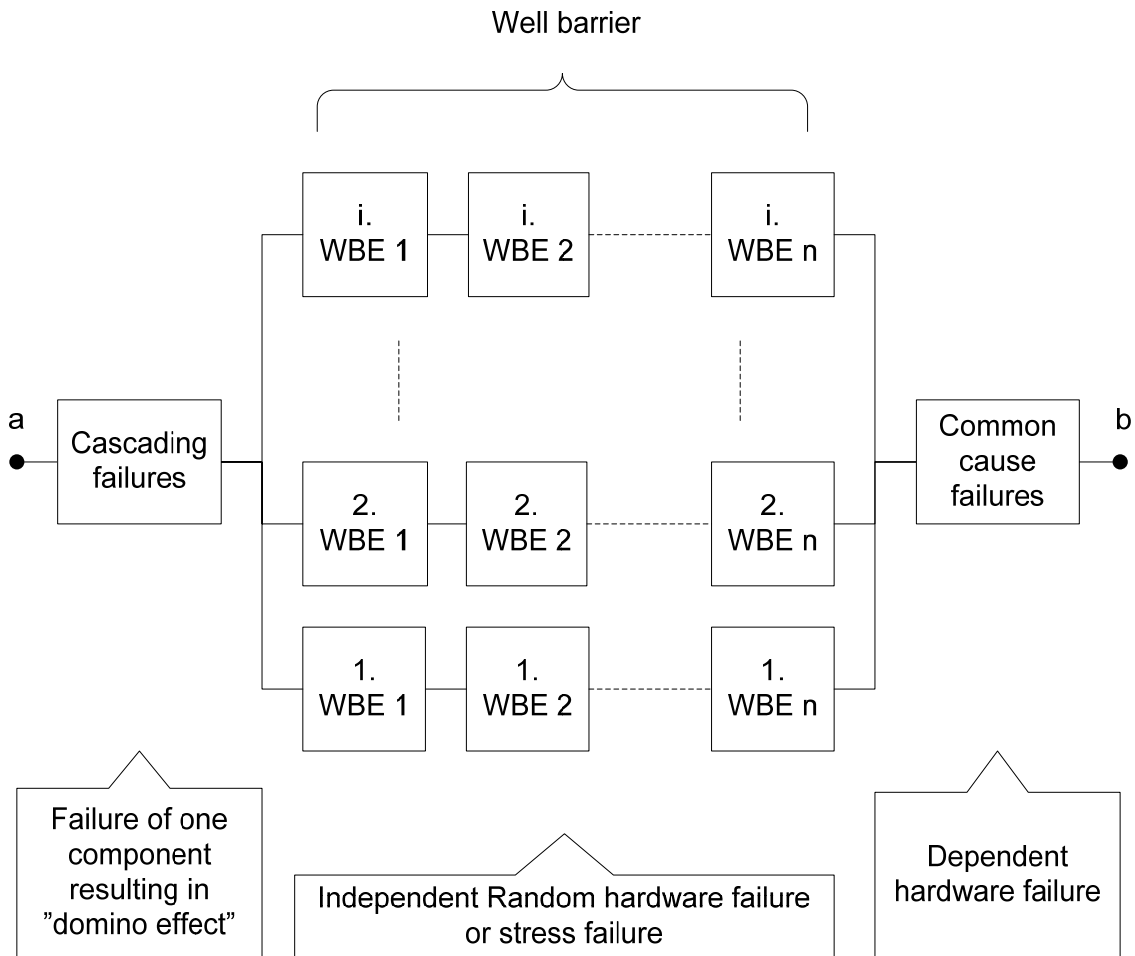 Well barrier
i.
WBE 1
i.
WBE 2
i.
WBE n
a
Cascading
failures
Common
cause
failures
b
2.
WBE 1
2.
WBE 2
2.
WBE n
1.
WBE 1
1.
WBE 2
1.
WBE n
Failure of one
component
resulting in
”domino effect”
Independent Random hardware failure
or stress failure
Dependent
hardware failure